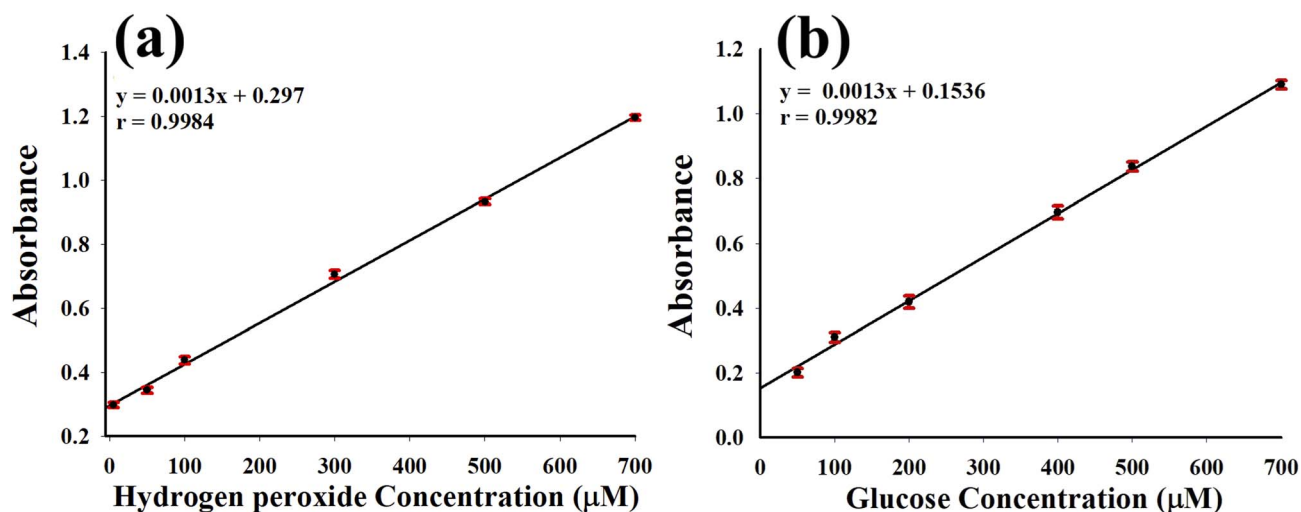 (a)
y = 0.0013x + 0.297
r = 0.9984
Absorbance
1.4
1.2
1.0
0.8
0.6
0.4
0.2
0 100 200 300 400 500 600 700
Hydrogen peroxide Concentration (μM)
(b)
y = 0.0013x + 0.1536
r = 0.9982
Absorbance
1.2
1.0
0.8
0.6
0.4
0.2
0.0
0 100 200 300 400 500 600 700
Glucose Concentration (μM)